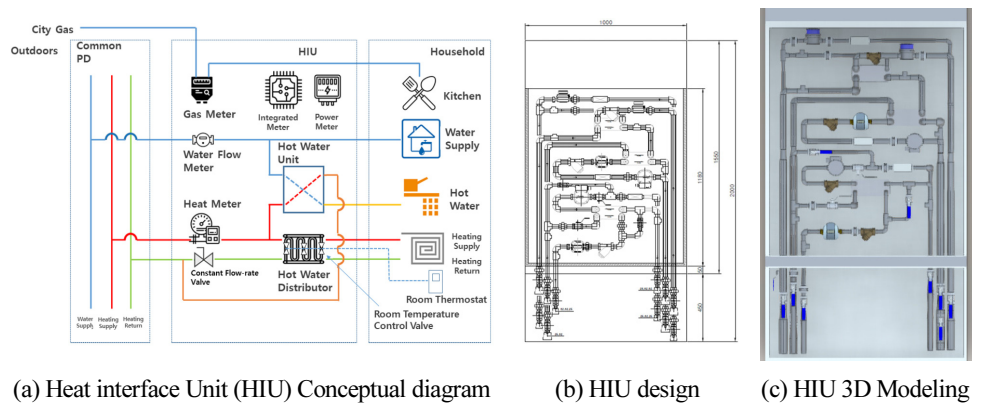 City Gas
Outdoors
Common
PD
HIU
Household
Gas Meter
Integrated
Meter
Power
Meter
Kitchen
Water Flow
Meter
Hot Water
Unit
Water
Supply
Heat Meter
Hot
Water
Constant Flow-rate
Valve
Hot Water
Distributor
Heating
Supply
Heating
Return
Room Thermostat
Room Temperature
Control Valve
Water
Supply
Heating
Supply
Heating
Return
1000
1180
1550
2000
450
(a) Heat interface Unit (HIU) Conceptual diagram
(b) HIU design
(c) HIU 3D Modeling